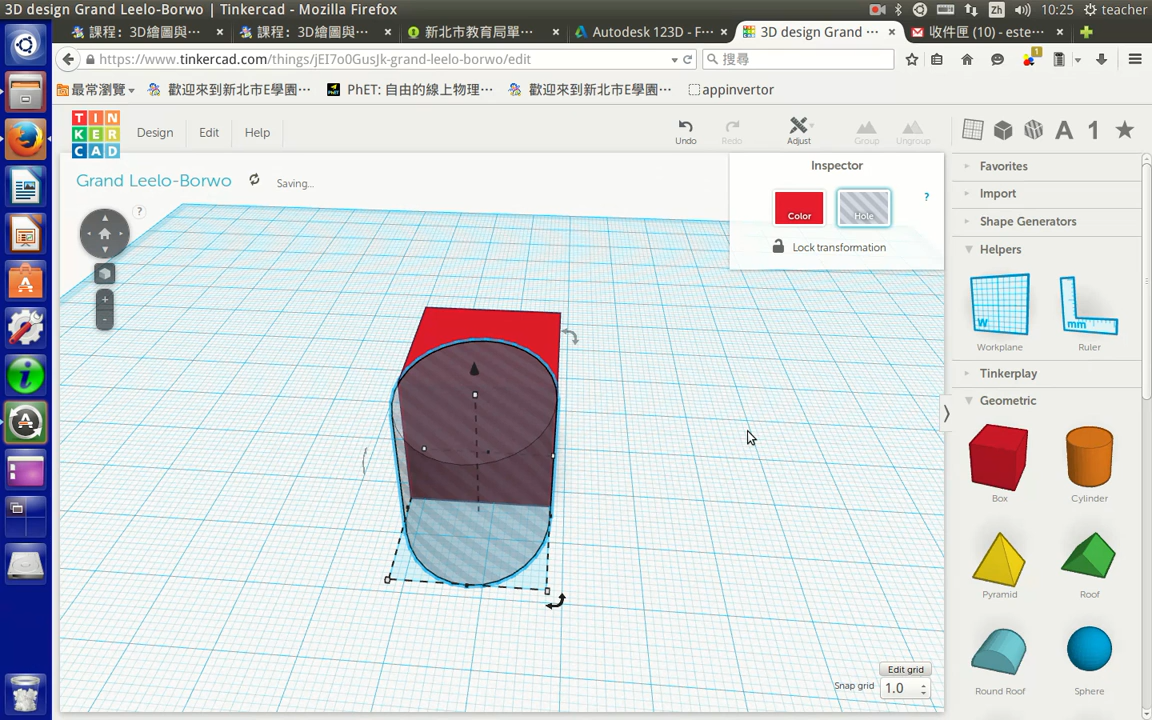 3D design Grand Leelo-Borwo | Tinkercad - Mozilla Firefox
Zh
10:25
teacher
課程：3D繪圖與…
課程：3D繪圖與…
新北市教育局單…
Autodesk 123D - F…
3D design Grand …
收件匣 (10) - este…
https://www.tinkercad.com/things/jEI7o0GusJk-grand-leelo-borwo/edit
搜尋
1
最常瀏覽
歡迎來到新北市E學園…
PhET: 自由的線上物理…
歡迎來到新北市E學園…
appinvertor
TIN
KER
CAD
Design
Edit
Help
Undo
Redo
Adjust
Group
Ungroup
Grand Leelo-Borwo
Saving...
?
+
-
Inspector
Color
Hole
?
Lock transformation
A
1
Favorites
Import
Shape Generators
Helpers
W
mm
Workplane
Ruler
Tinkerplay
Geometric
Box
Cylinder
Pyramid
Roof
Round Roof
Sphere
Edit grid
Snap grid
1.0